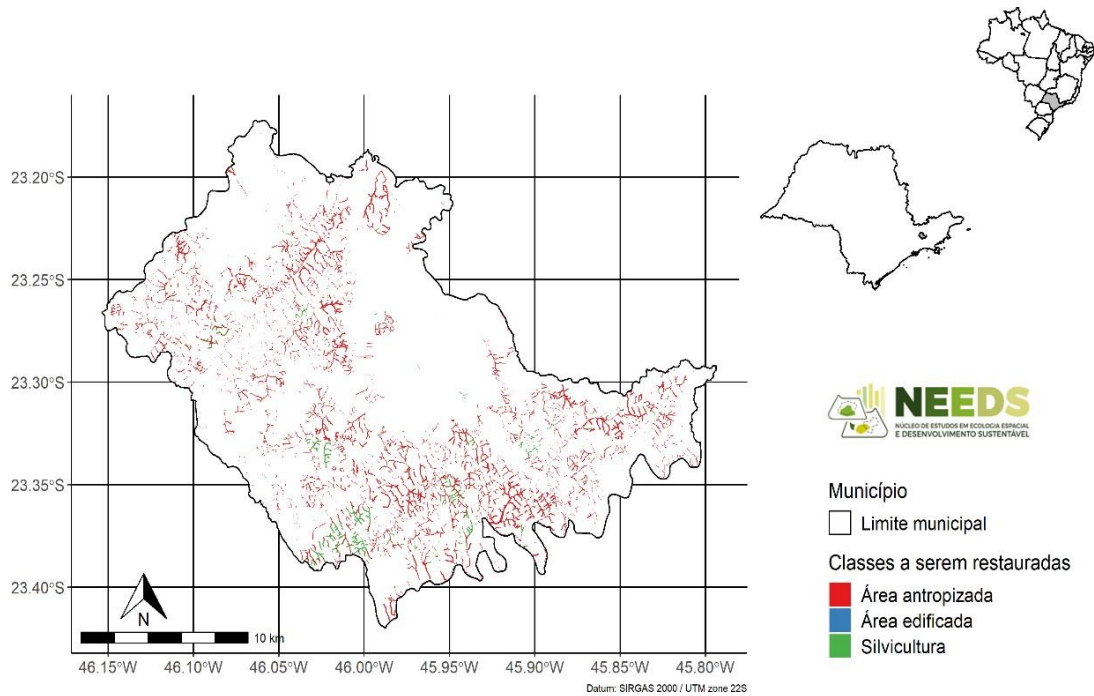 23.20°S
23.25°S
23.30°S
23.35°S
23.40°S
N
10 km
46.15°W 46.10°W 46.05°W 46.00°W 45.95°W 45.90°W 45.85°W 45.80°W
Datum: SIRGAS 2000 / UTM zone 22S
NEEDS
NÚCLEO DE ESTUDOS EM ECOLOGIA ESPACIAL
E DESENVOLVIMENTO SUSTENTÁVEL
Município
Limite municipal
Classes a serem restauradas
Área antropizada
Área edificada
Silvicultura